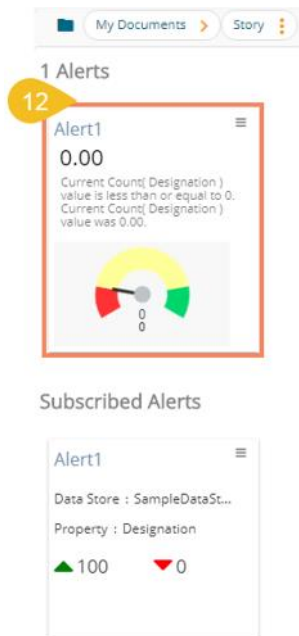 My Documents > Story
1 Alerts
12
Alert1
0.00
Current Count( Designation )
value is less than or equal to 0.
Current Count( Designation )
value was 0.00.
0
0
Subscribed Alerts
Alert1
Data Store : SampleDataSt...
Property : Designation
100 0